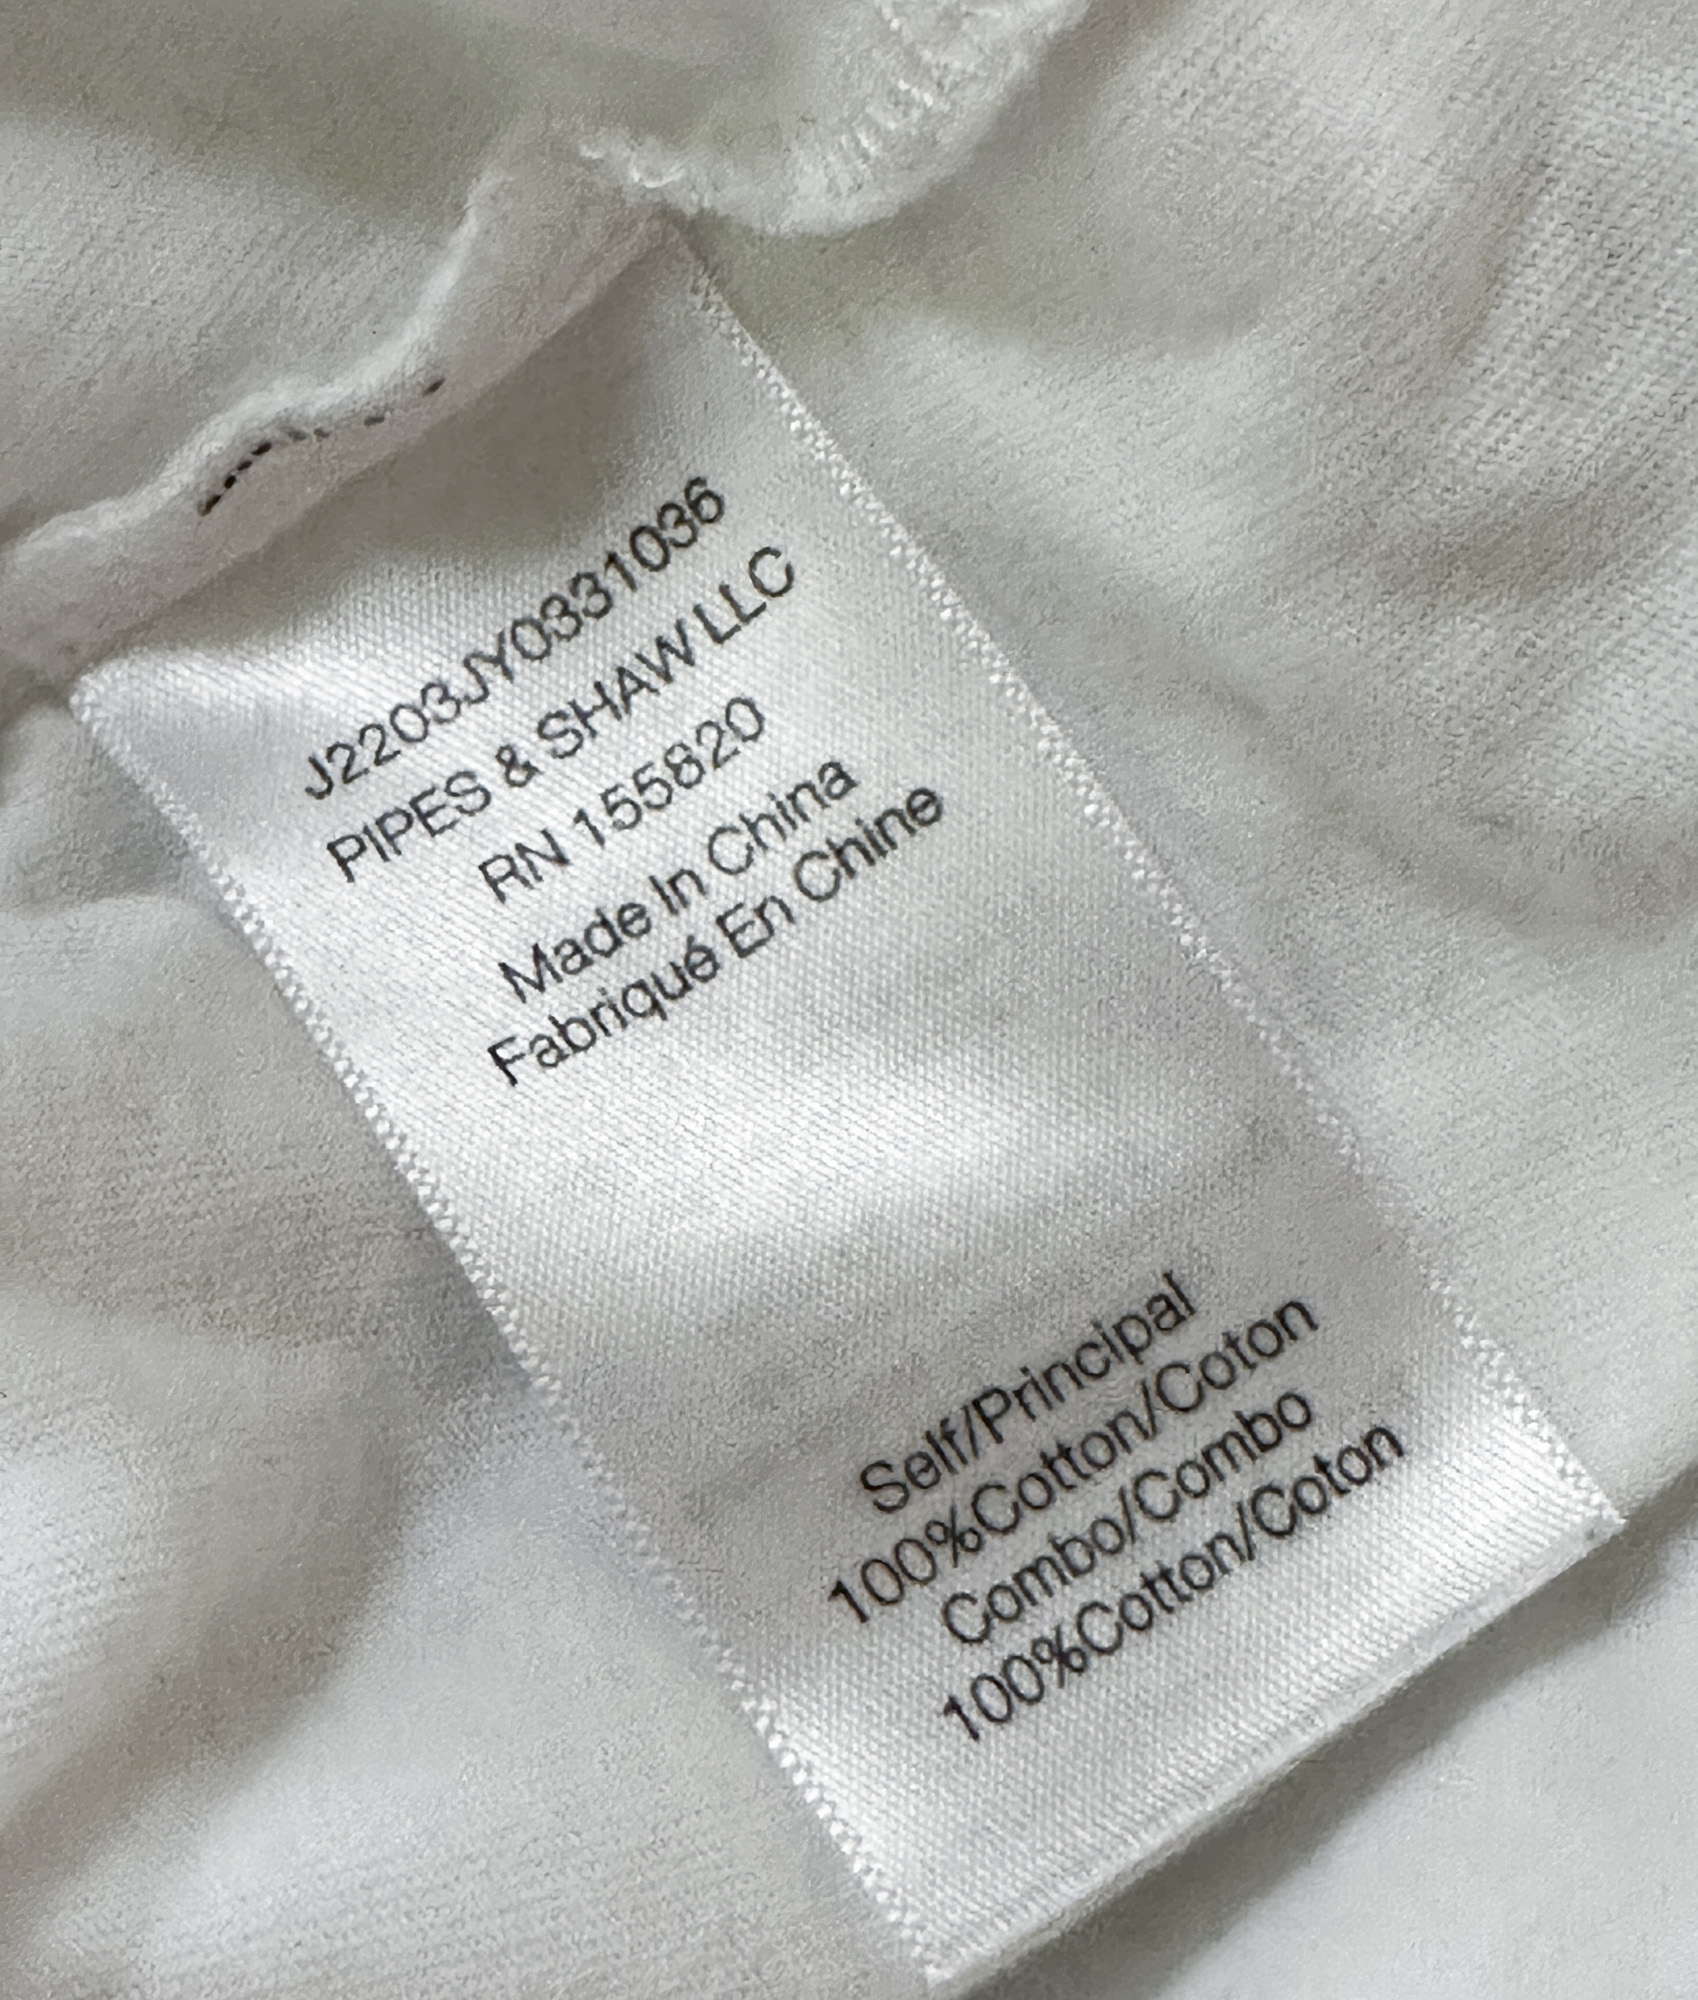 J2203JY0331036
PIPES & SHAW LLC
RN 155820
Made In China
Fabriqué En Chine
Self/Principal
100%Cotton/Coton
Combo/Combo
100%Cotton/Coton